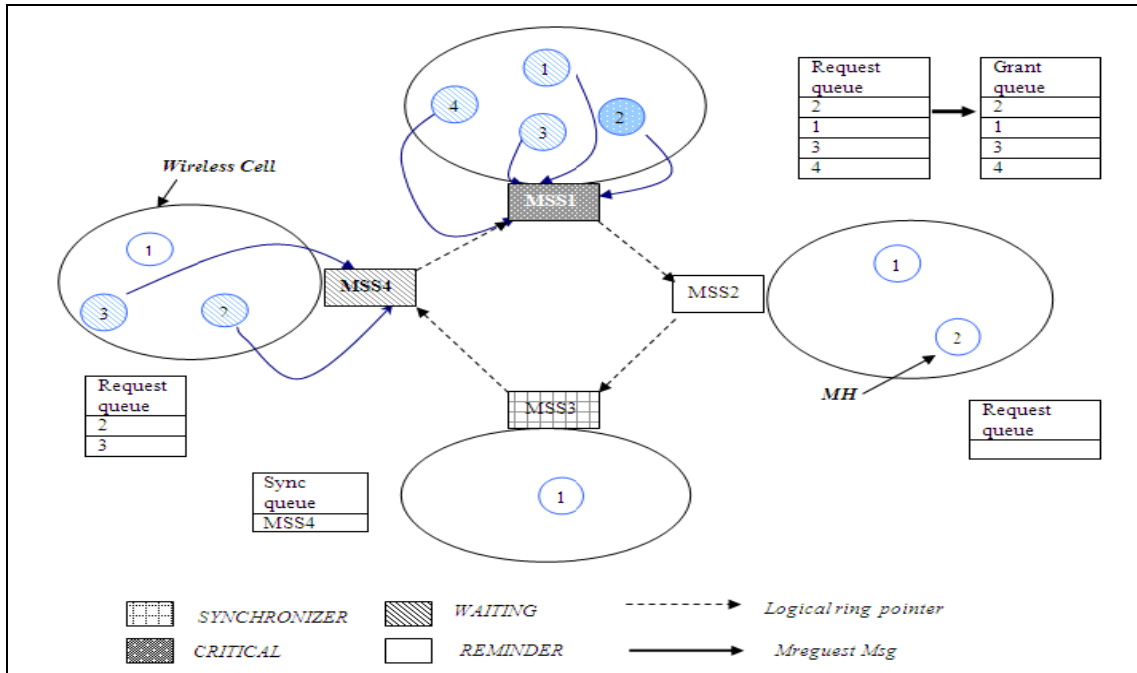 Request queue
2
1
3
4
Grant queue
2
1
3
4
1
4
3
2
MSS1
Wireless Cell
1
3
2
MSS4
MSS2
1
2
MH
Request queue
2
3
MSS3
1
Sync queue
MSS4
Request queue
SYNCHRONIZER
WAITING
Logical ring pointer
CRITICAL
REMINDER
Mreguest Msg